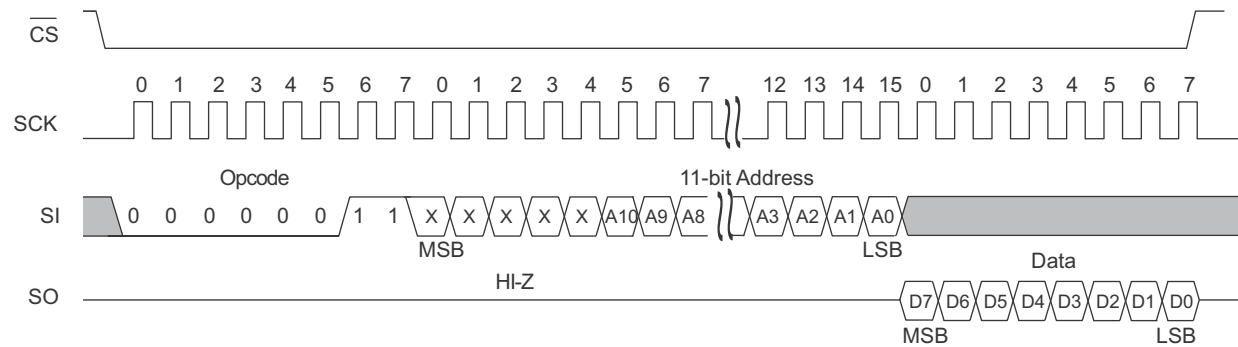 CS
0 1 2 3 4 5 6 7 0 1 2 3 4 5 6 7 12 13 14 15 0 1 2 3 4 5 6 7
SCK
Opcode 11-bit Address
SI 0 0 0 0 0 0 1 1 X X X X X A10 A9 A8 A3 A2 A1 A0
MSB LSB
HI-Z Data
SO D7 D6 D5 D4 D3 D2 D1 D0
MSB LSB